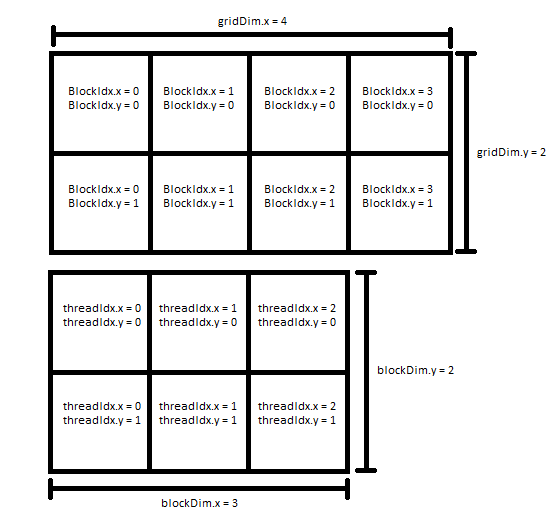 gridDim.x = 4
BlockIdx.x = 0 BlockIdx.x = 1 BlockIdx.x = 2 BlockIdx.x = 3
BlockIdx.y = 0 BlockIdx.y = 0 BlockIdx.y = 0 BlockIdx.y = 0
gridDim.y = 2
BlockIdx.x = 0 BlockIdx.x = 1 BlockIdx.x = 2 BlockIdx.x = 3
BlockIdx.y = 1 BlockIdx.y = 1 BlockIdx.y = 1 BlockIdx.y = 1
threadIdx.x = 0 threadIdx.x = 1 threadIdx.x = 2
threadIdx.y = 0 threadIdx.y = 0 threadIdx.y = 0
blockDim.y = 2
threadIdx.x = 0 threadIdx.x = 1 threadIdx.x = 2
threadIdx.y = 1 threadIdx.y = 1 threadIdx.y = 1
blockDim.x = 3